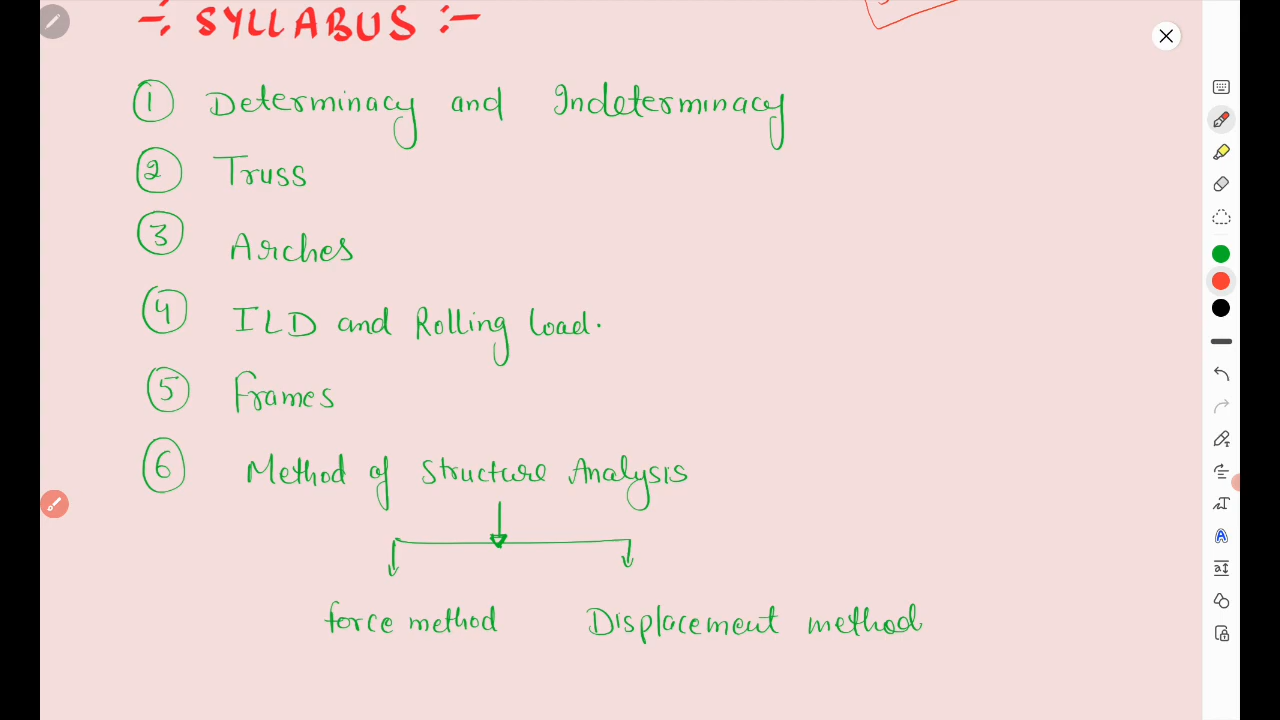 -: SYLLABUS :-
1 Determinacy and Indeterminacy
2 Truss
3 Arches
4 ILD and Rolling load.
5 Frames
6 Method of Structure Analysis
force method Displacement method